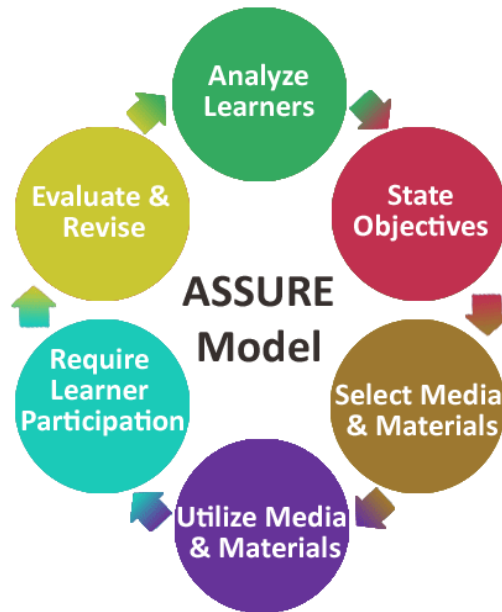 Analyze
Learners
State
Objectives
Select Media
& Materials
Utilize Media
& Materials
Require
Learner
Participation
Evaluate &
Revise
ASSURE
Model